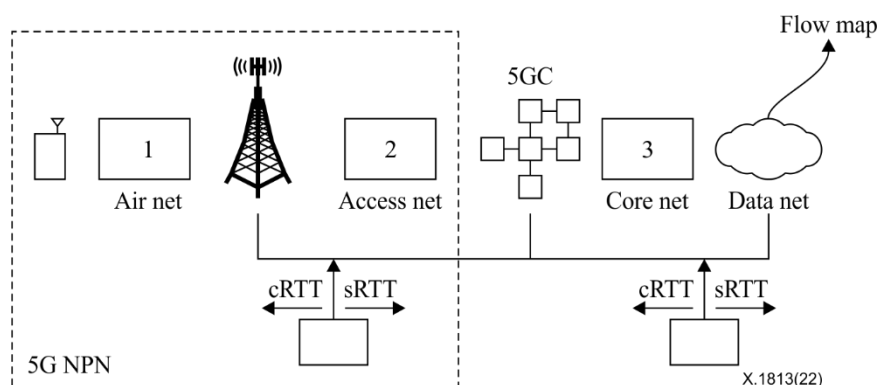 Flow map
5GC
1
2
3
Air net
Access net
Core net
Data net
cRTT
sRTT
cRTT
sRTT
5G NPN
X.1813(22)